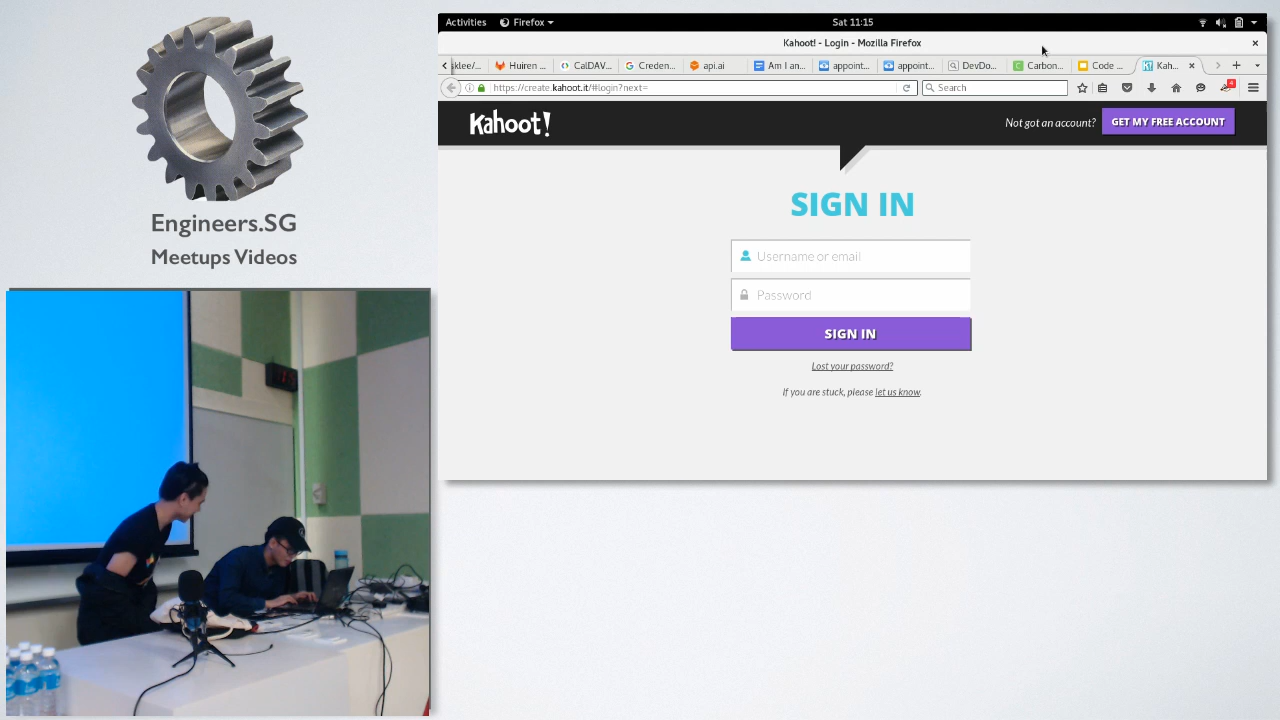 Engineers.SG
Meetups Videos
Activities Firefox Sat 11:15
Kahoot! - Login - Mozilla Firefox
klee/... Huiren ... CalDAV... Creden... api.ai Am I an... appoint... appoint... DevDo... Carbon... Code ... Kah...
https://create.kahoot.it/#login?next= Search 4
Kahoot! Not got an account? GET MY FREE ACCOUNT
SIGN IN
Username or email
Password
SIGN IN
Lost your password?
If you are stuck, please let us know.